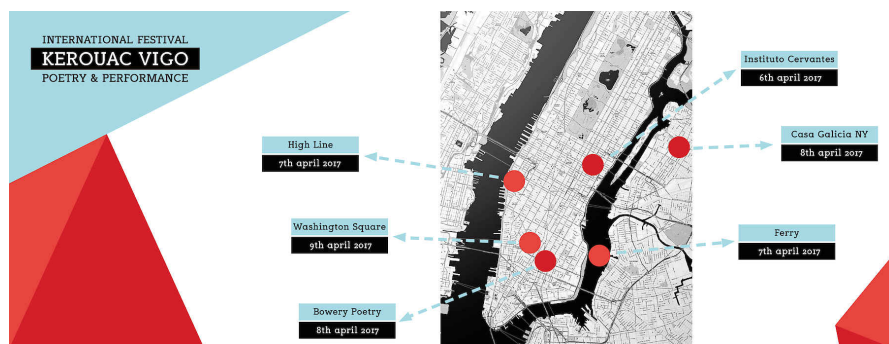 INTERNATIONAL FESTIVAL
KEROUAC VIGO
POETRY & PERFORMANCE
Instituto Cervantes
6th april 2017
Casa Galicia NY
8th april 2017
High Line
7th april 2017
Washington Square
9th april 2017
Ferry
7th april 2017
Bowery Poetry
8th april 2017